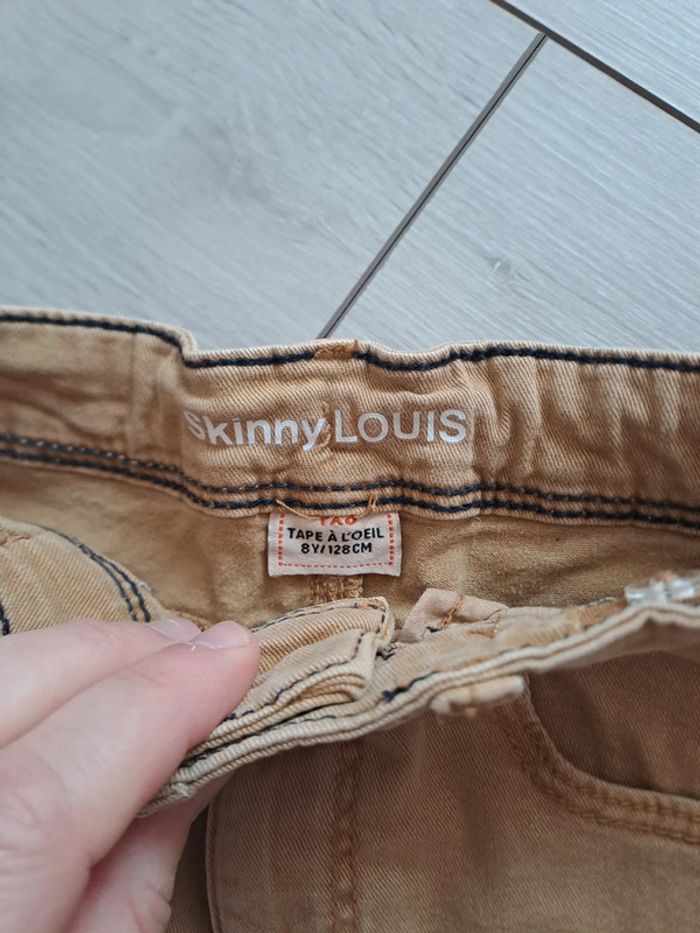 Skinny LOUIS
TAO
TAPE À L'OEIL
8Y/128CM